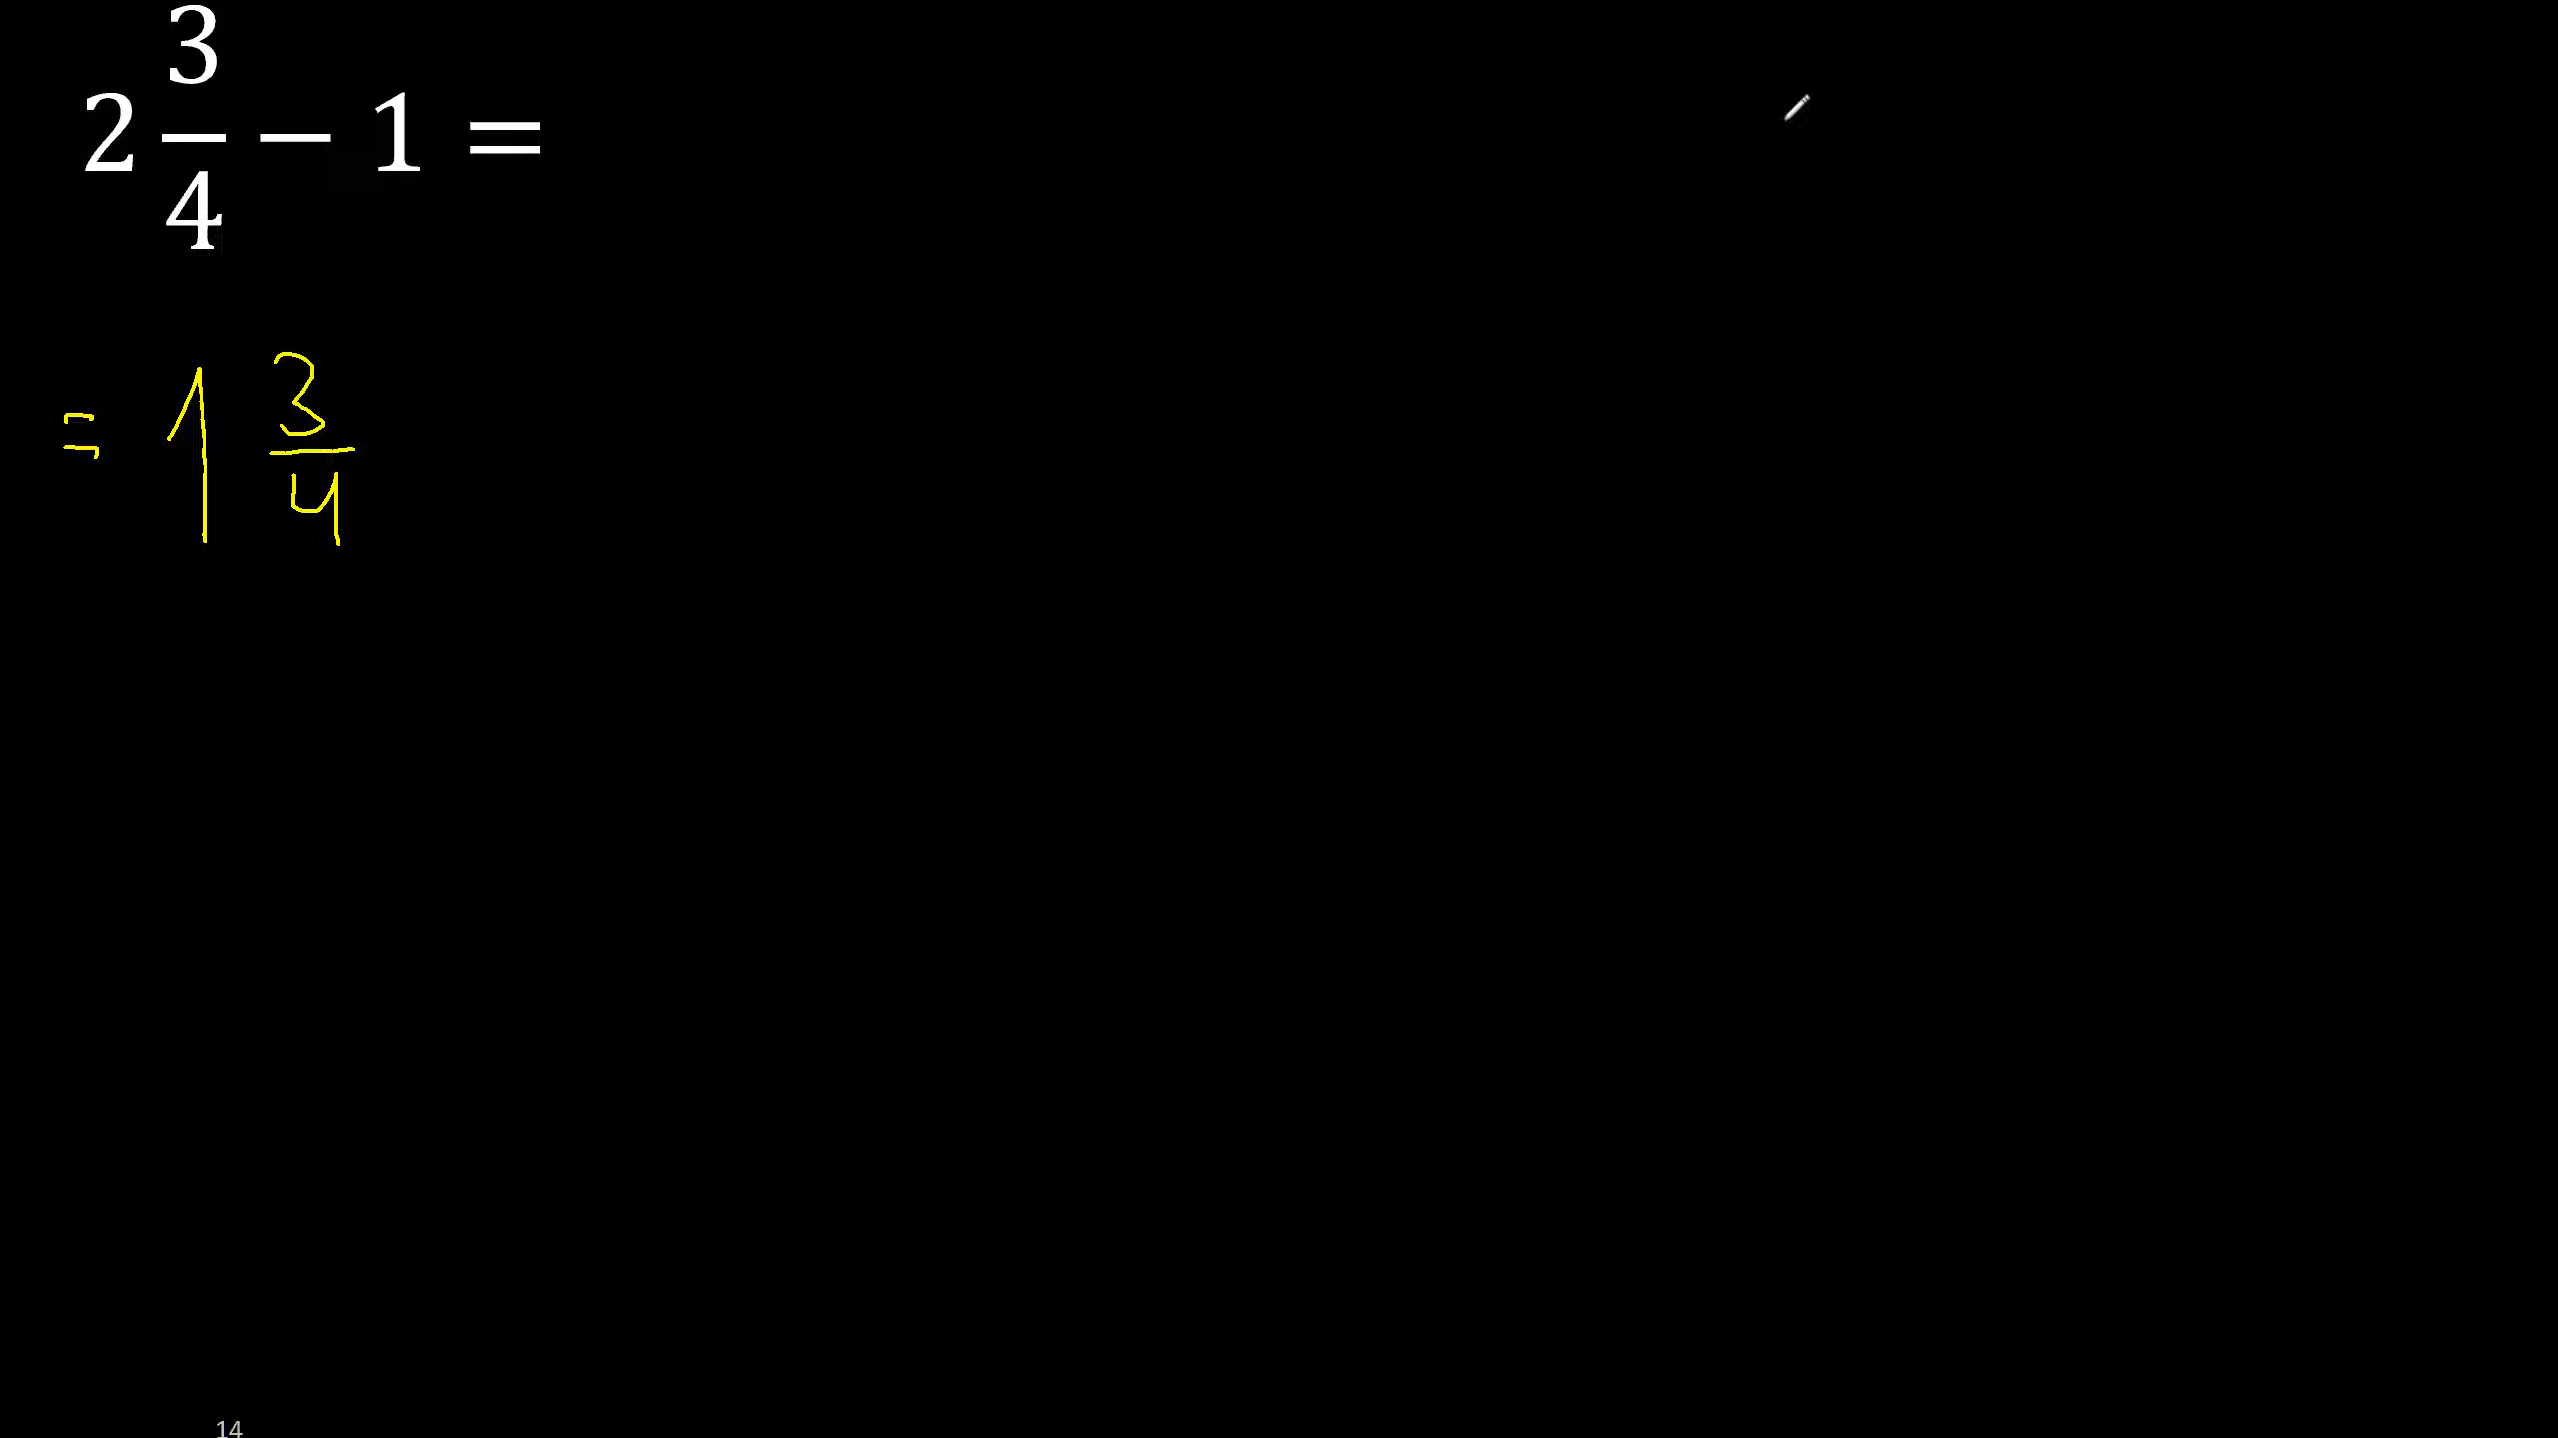 2 3/4 − 1 =
= 1 3/4
14